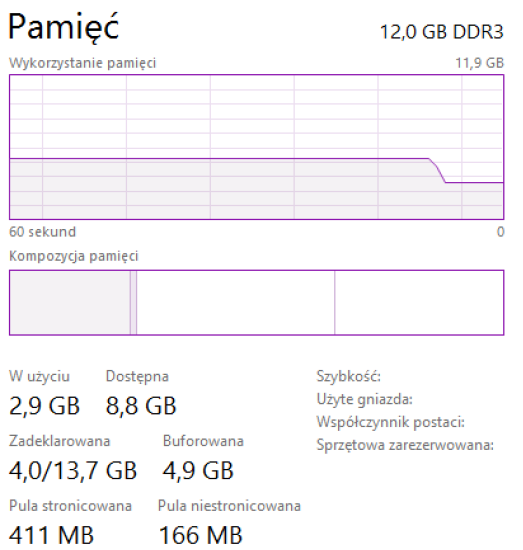 Pamięć 12,0 GB DDR3
Wykorzystanie pamięci 11,9 GB
60 sekund 0
Kompozycja pamięci
W użyciu Dostępna Szybkość:
2,9 GB 8,8 GB Użyte gniazda:
Współczynnik postaci:
Zadeklarowana Buforowana Sprzętowa zarezerwowana:
4,0/13,7 GB 4,9 GB
Pula stronicowana Pula niestronicowana
411 MB 166 MB